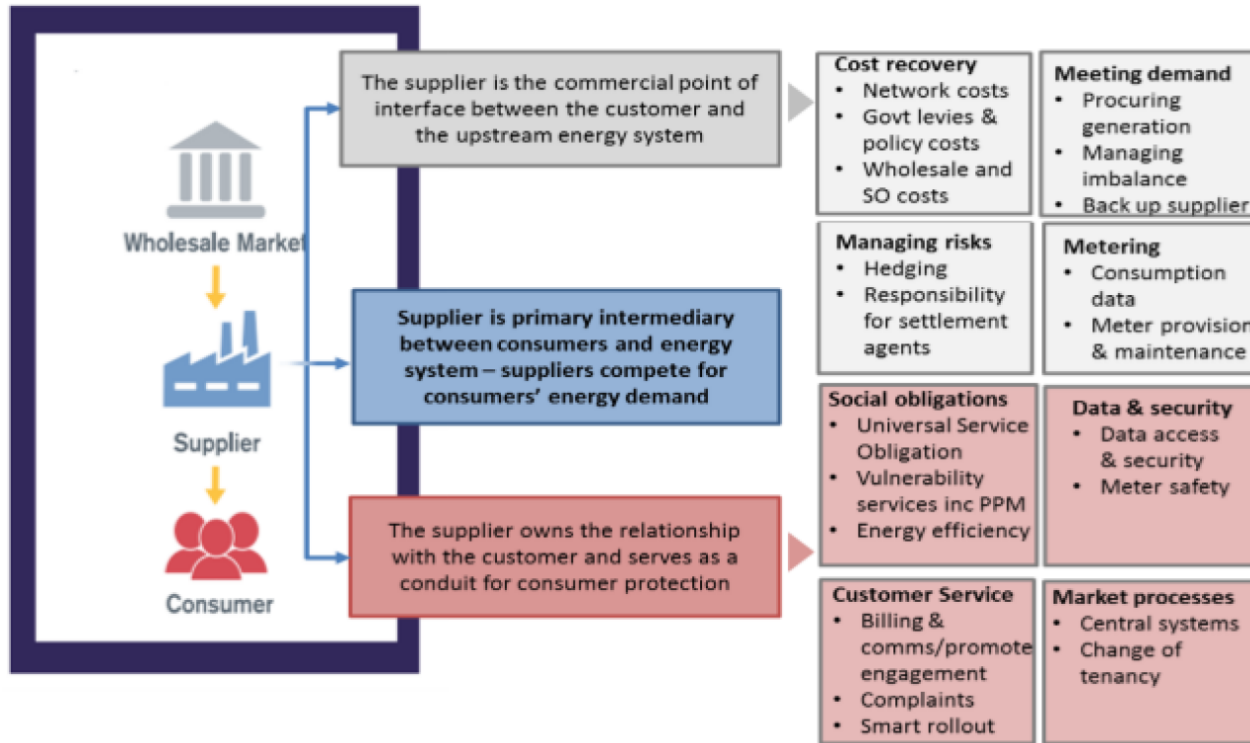 Wholesale Market
Supplier
Consumer
The supplier is the commercial point of
interface between the customer and
the upstream energy system
Supplier is primary intermediary
between consumers and energy
system – suppliers compete for
consumers' energy demand
The supplier owns the relationship
with the customer and serves as a
conduit for consumer protection
Cost recovery
• Network costs
• Govt levies &
policy costs
• Wholesale and
SO costs
Meeting demand
• Procuring
generation
• Managing
imbalance
• Back up supplier
Managing risks
• Hedging
• Responsibility
for settlement
agents
Metering
• Consumption
data
• Meter provision
& maintenance
Social obligations
• Universal Service
Obligation
• Vulnerability
services inc PPM
• Energy efficiency
Data & security
• Data access
& security
• Meter safety
Customer Service
• Billing &
comms/promote
engagement
• Complaints
• Smart rollout
Market processes
• Central systems
• Change of
tenancy